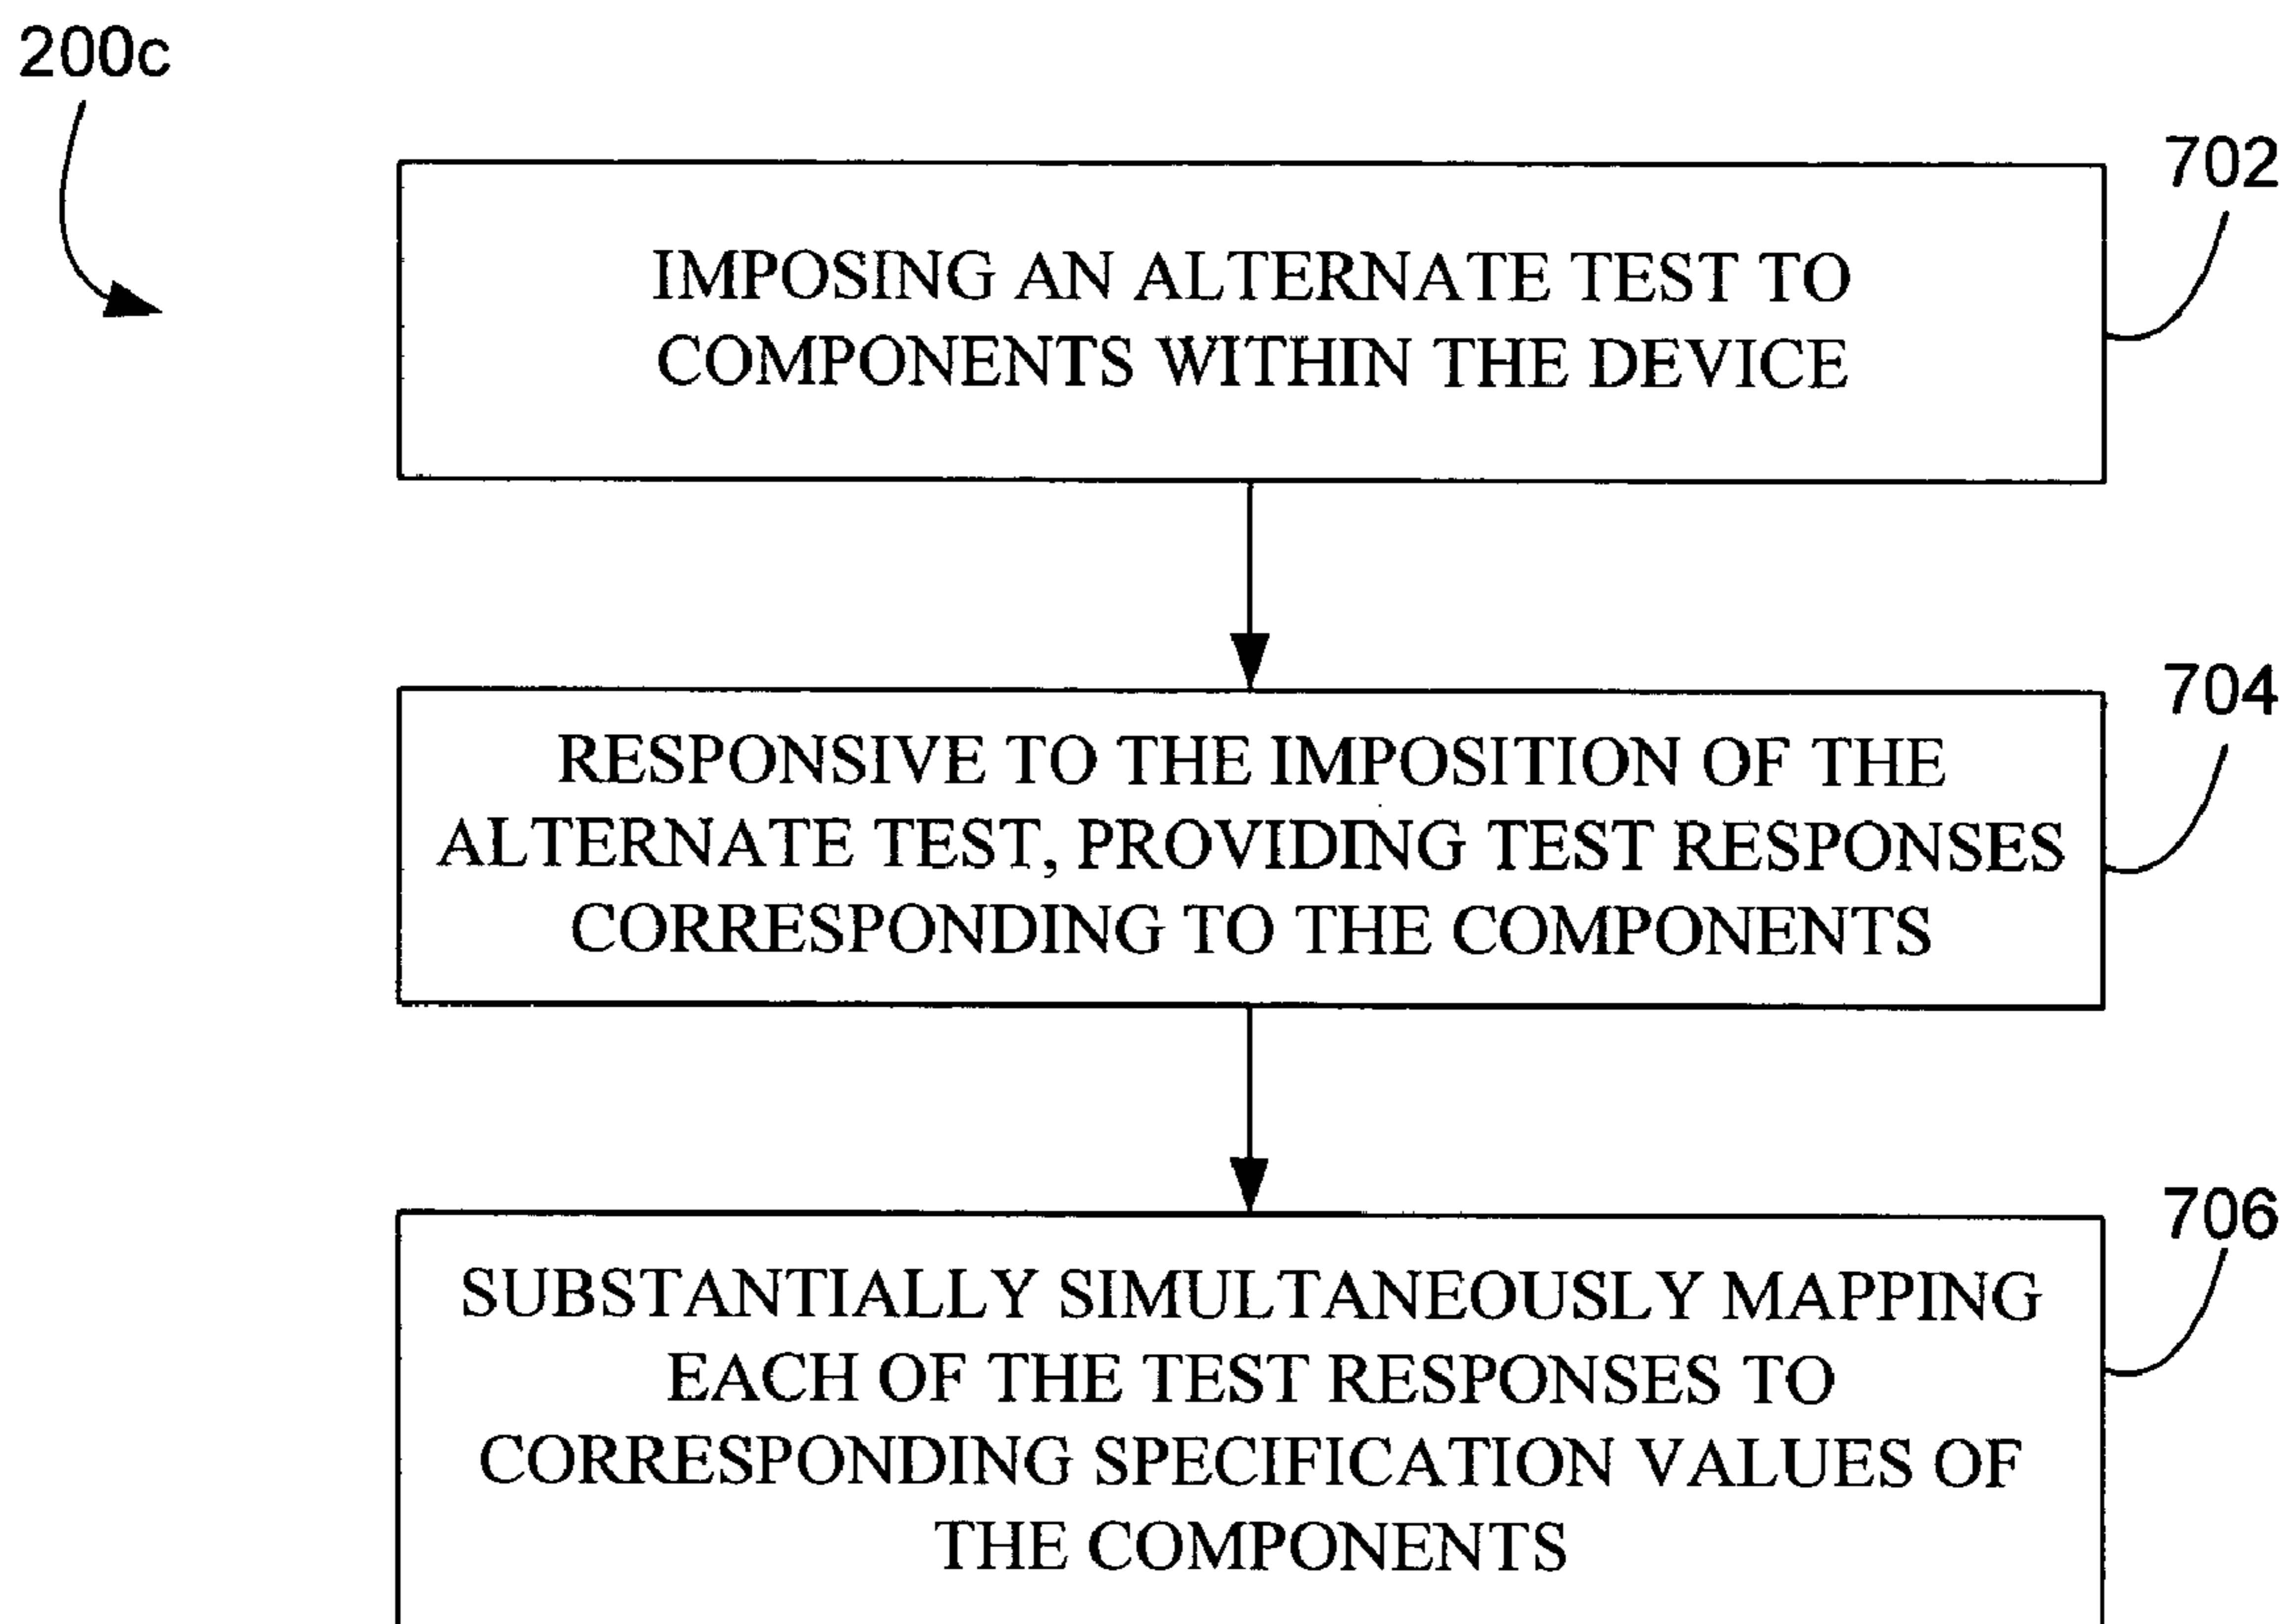 200c
702
IMPOSING AN ALTERNATE TEST TO
COMPONENTS WITHIN THE DEVICE
704
RESPONSIVE TO THE IMPOSITION OF THE
ALTERNATE TEST, PROVIDING TEST RESPONSES
CORRESPONDING TO THE COMPONENTS
706
SUBSTANTIALLY SIMULTANEOUSLY MAPPING
EACH OF THE TEST RESPONSES TO
CORRESPONDING SPECIFICATION VALUES OF
THE COMPONENTS